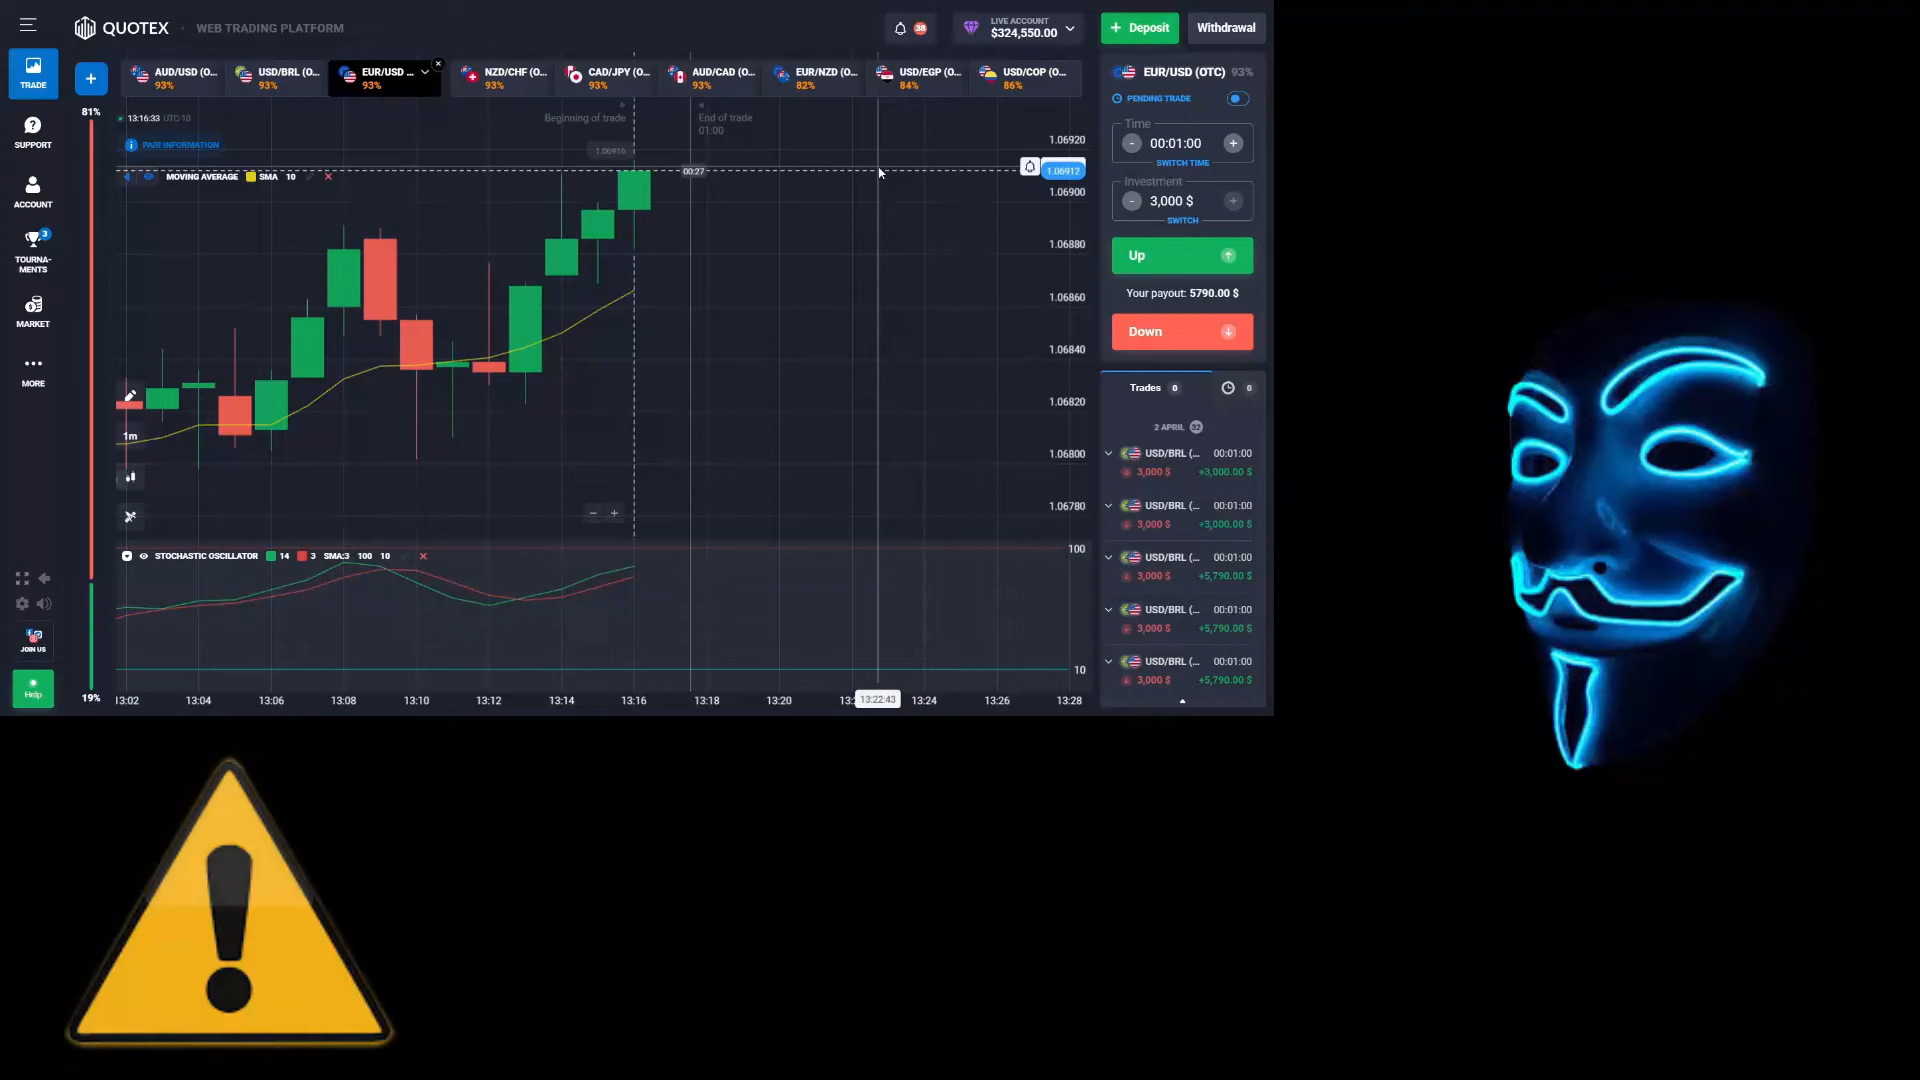 QUOTEX
WEB TRADING PLATFORM
38
LIVE ACCOUNT
$324,550.00
+ Deposit
Withdrawal
TRADE
+
AUD/USD (O...
93%
USD/BRL (O...
93%
EUR/USD ...
93%
NZD/CHF (O...
93%
CAD/JPY (O...
93%
AUD/CAD (O...
93%
EUR/NZD (O...
82%
USD/EGP (O...
84%
USD/COP (O...
86%
81%
13:16:33 UTC-10
Beginning of trade
End of trade
01:00
PAIR INFORMATION
1.06916
MOVING AVERAGE SMA 10
00:27
1.06920
1.06912
1.06900
1.06880
1.06860
1.06840
1.06820
1.06800
1.06780
SUPPORT
ACCOUNT
3
TOURNA-
MENTS
MARKET
MORE
1m
STOCHASTIC OSCILLATOR 14 3 SMA:3 100 10
100
10
JOIN US
Help
19%
13:02 13:04 13:06 13:08 13:10 13:12 13:14 13:16 13:18 13:20 13:22:43 13:24 13:26 13:28
EUR/USD (OTC) 93%
PENDING TRADE
Time
- 00:01:00 +
SWITCH TIME
Investment
- 3,000 $ +
SWITCH
Up
Your payout: 5790.00 $
Down
Trades 0 0
2 APRIL 32
USD/BRL (... 00:01:00
3,000 $ +3,000.00 $
USD/BRL (... 00:01:00
3,000 $ +3,000.00 $
USD/BRL (... 00:01:00
3,000 $ +5,790.00 $
USD/BRL (... 00:01:00
3,000 $ +5,790.00 $
USD/BRL (... 00:01:00
3,000 $ +5,790.00 $